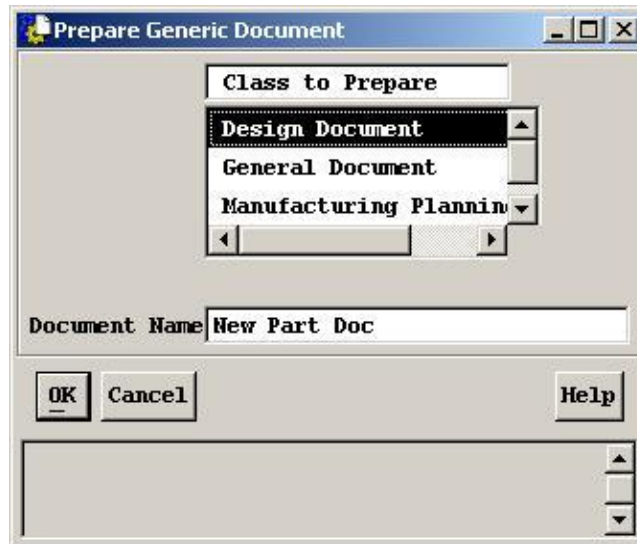 Prepare Generic Document
Class to Prepare
Design Document
General Document
Manufacturing
Document Name New Part Doc
OK Cancel Help